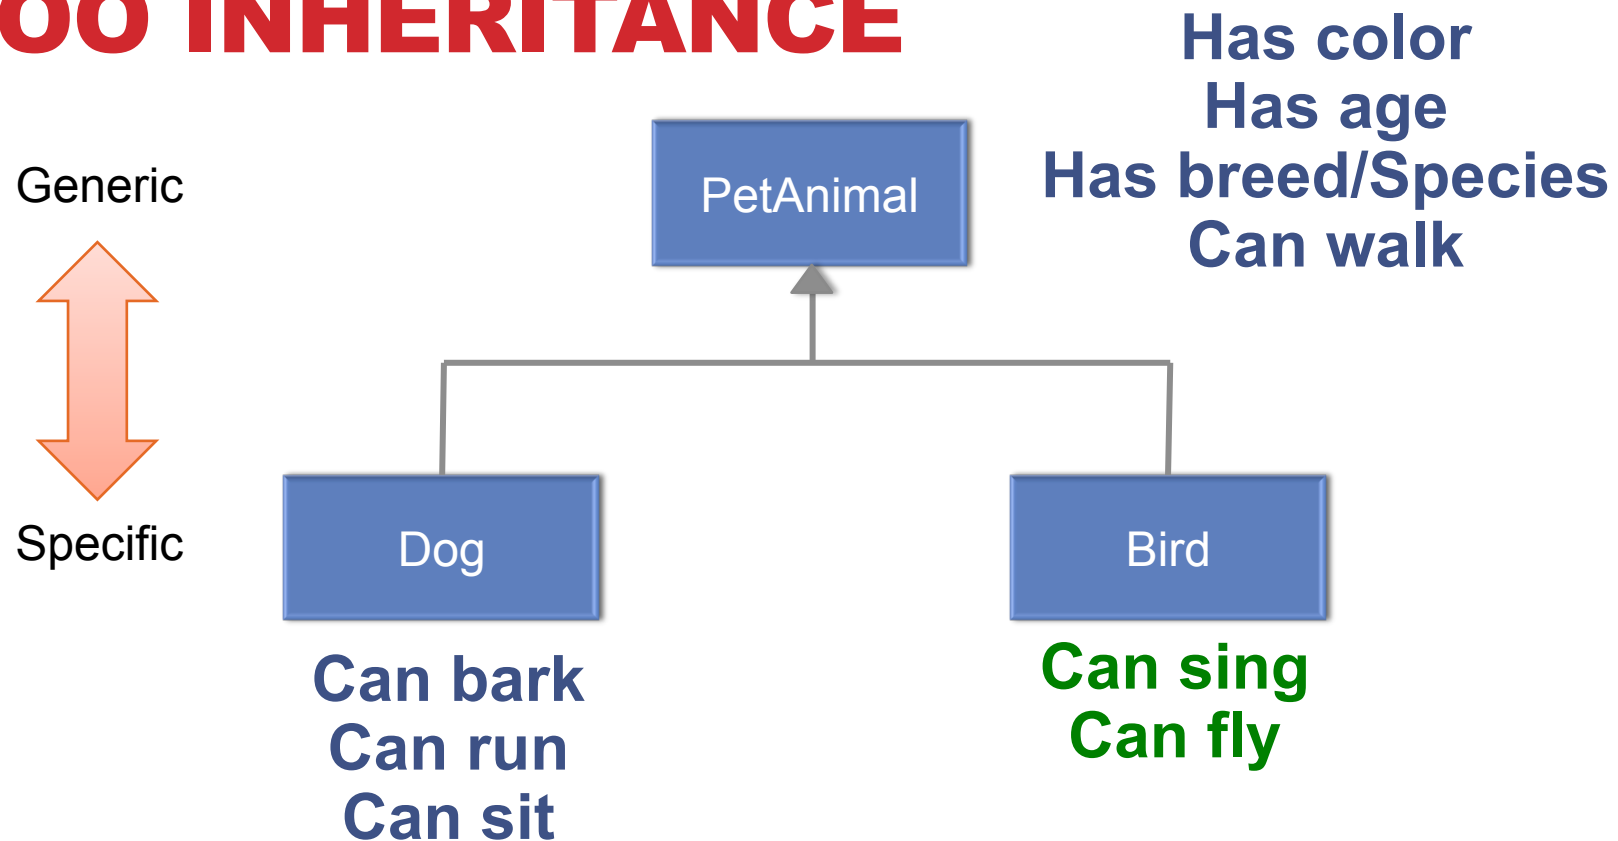 OO INHERITANCE
Has color
Has age
Has breed/Species
Can walk
Generic
PetAnimal
Specific
Dog
Bird
Can bark
Can run
Can sit
Can sing
Can fly